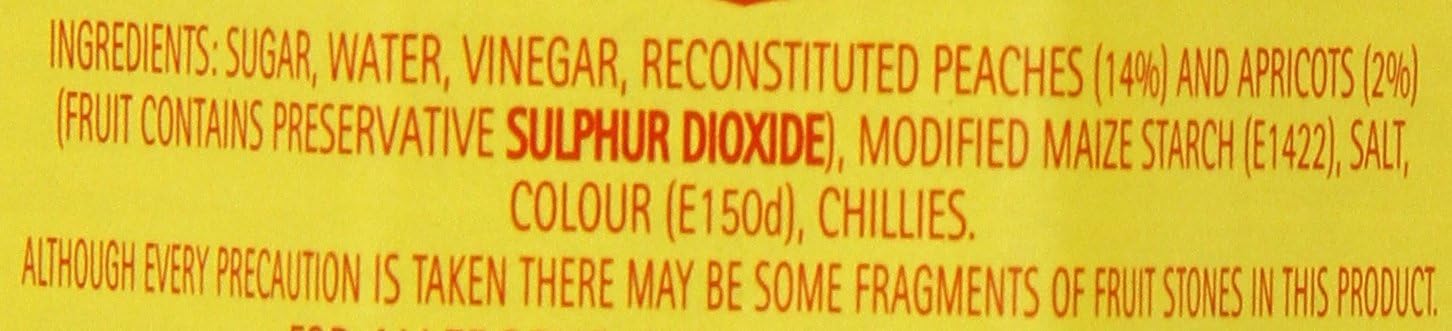 INGREDIENTS: SUGAR, WATER, VINEGAR, RECONSTITUTED PEACHES (14%) AND APRICOTS (2%)
(FRUIT CONTAINS PRESERVATIVE SULPHUR DIOXIDE), MODIFIED MAIZE STARCH (E1422), SALT,
COLOUR (E150d), CHILLIES.
ALTHOUGH EVERY PRECAUTION IS TAKEN THERE MAY BE SOME FRAGMENTS OF FRUIT STONES IN THIS PRODUCT.